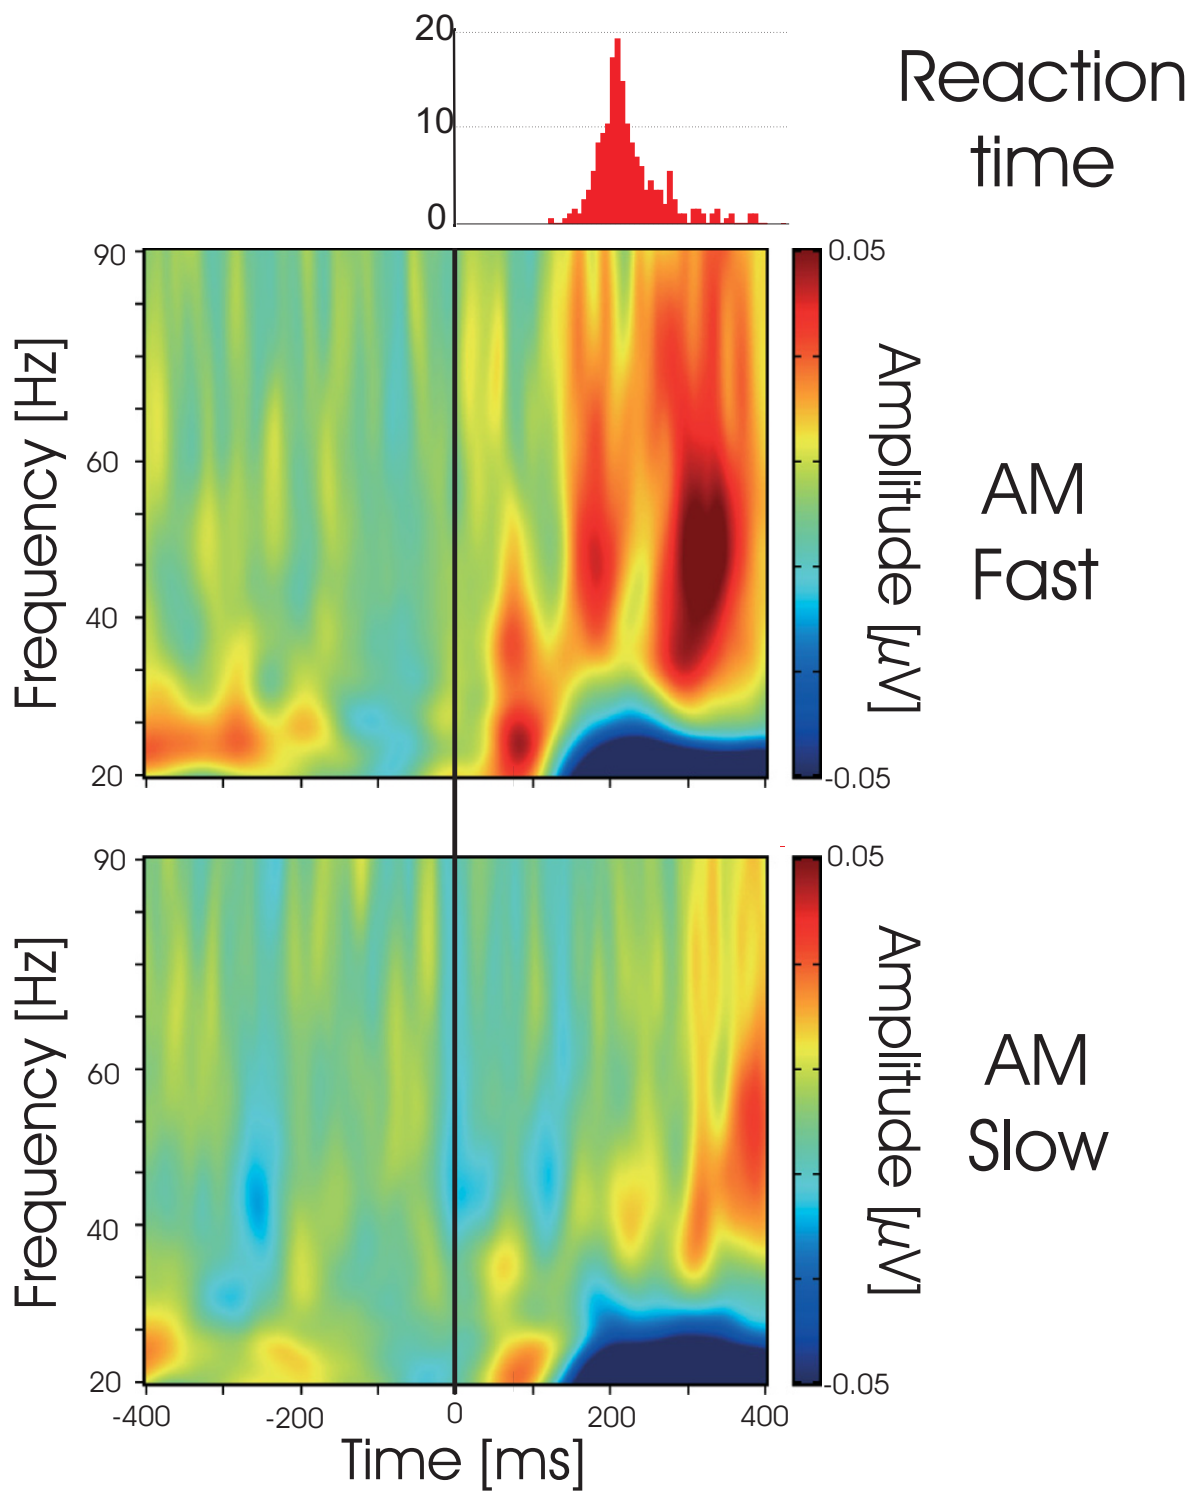 20
10
0
Reaction
time
90
60
40
20
Frequency [Hz]
0.05
-0.05
Amplitude [µV]
AM
Fast
90
60
40
20
Frequency [Hz]
0.05
-0.05
Amplitude [µV]
AM
Slow
-400 -200 0 200 400
Time [ms]